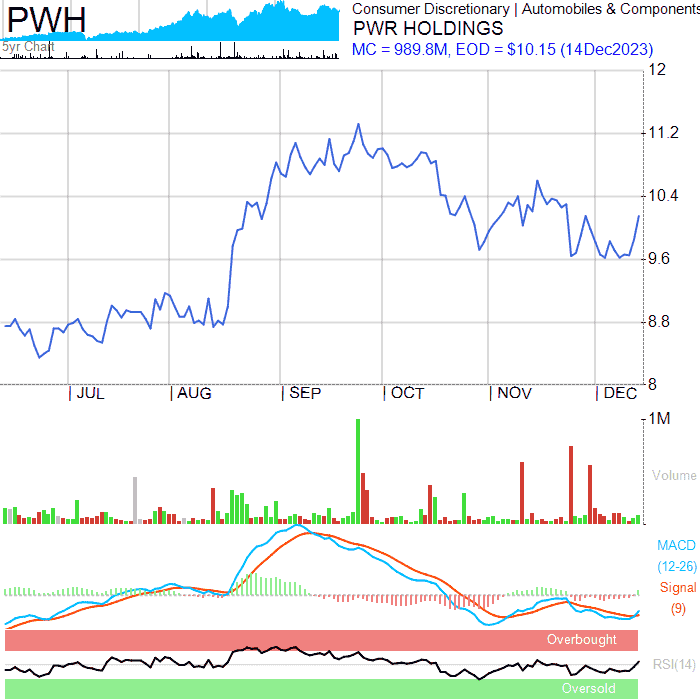 PWH
5yr Chart
Consumer Discretionary | Automobiles & Components
PWR HOLDINGS
MC = 989.8M, EOD = $10.15 (14Dec2023)
12
11.2
10.4
9.6
8.8
8
JUL AUG SEP OCT NOV DEC
1M
Volume
MACD
(12-26)
Signal
(9)
Overbought
RSI(14)
Oversold